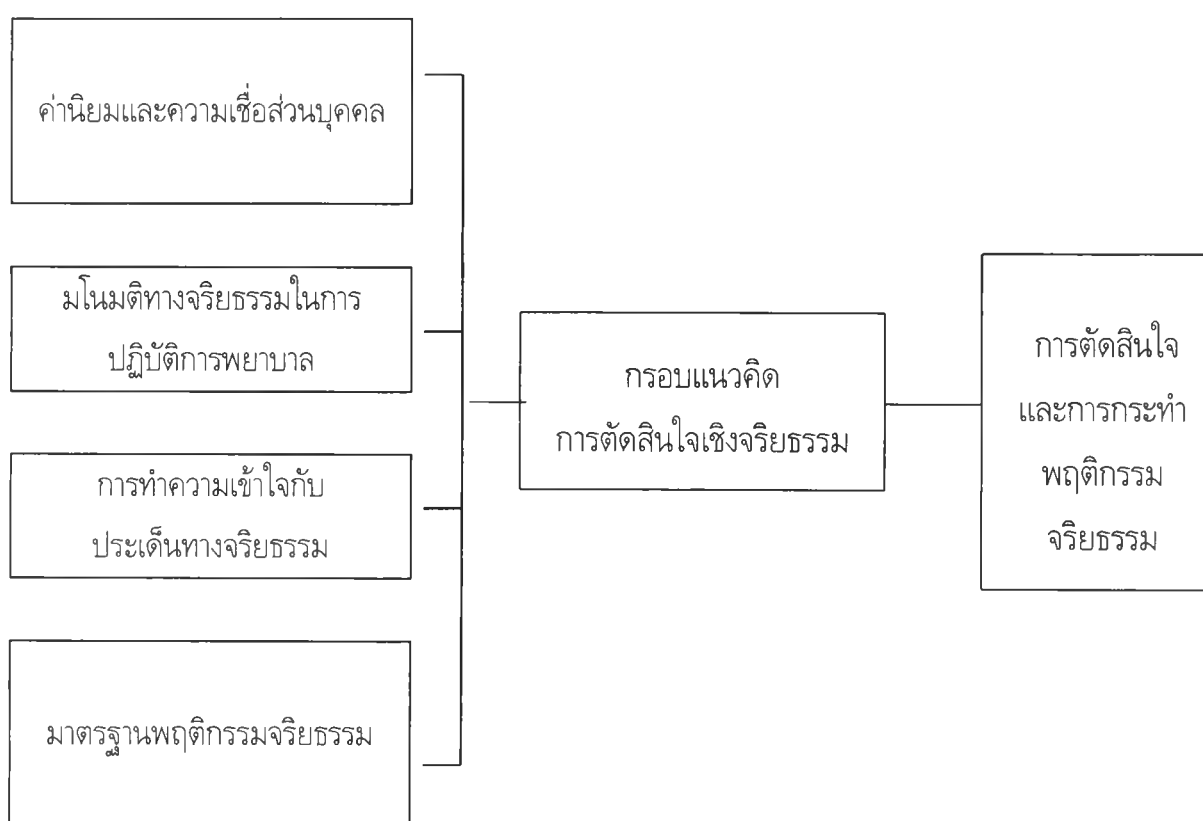 ค่านิยมและความเชื่อส่วนบุคคล
มโนมติทางจริยธรรมในการ
ปฏิบัติการพยาบาล
การทำความเข้าใจกับ
ประเด็นทางจริยธรรม
มาตรฐานพฤติกรรมจริยธรรม
กรอบแนวคิด
การตัดสินใจเชิงจริยธรรม
การตัดสินใจ
และการกระทำ
พฤติกรรม
จริยธรรม